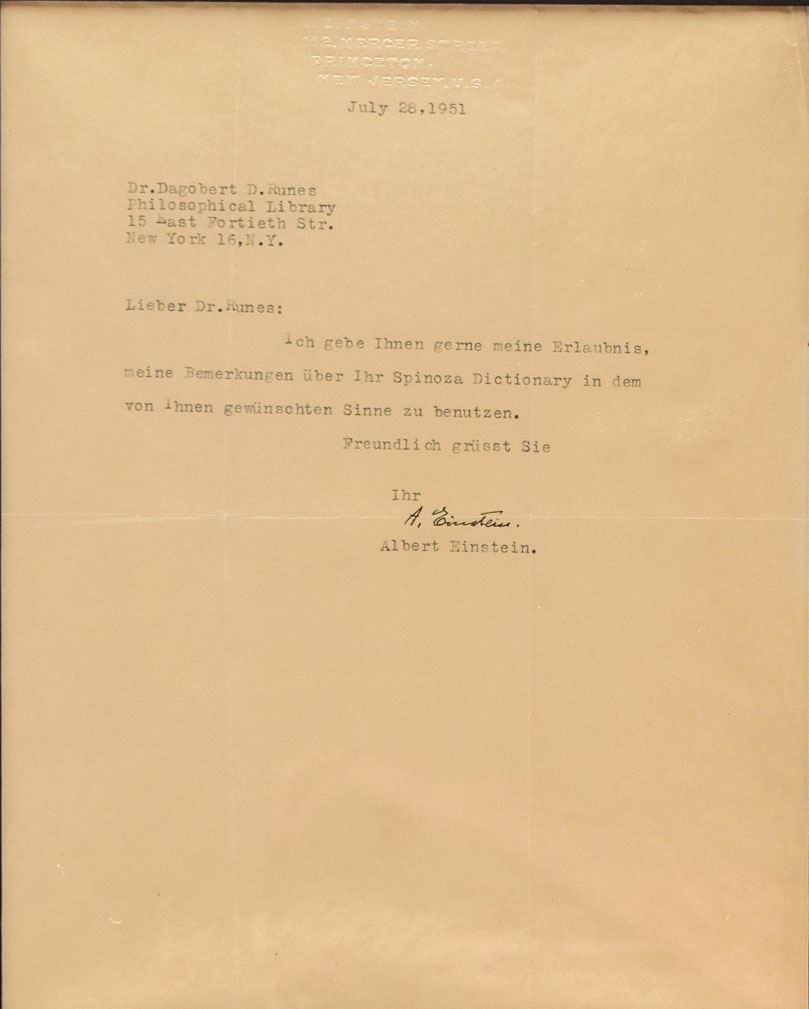 A. EINSTEIN,
112, MERCER STREET,
PRINCETON,
NEW JERSEY, U.S.A
July 28,1951
Dr.Dagobert D.Runes
Philosophical Library
15 East Fortieth Str.
New York 16,N.Y.
Lieber Dr.Runes:
Ich gebe Ihnen gerne meine Erlaubnis,
meine Bemerkungen über Ihr Spinoza Dictionary in dem
von Ihnen gewünschten Sinne zu benutzen.
Freundlich grüsst Sie
Ihr
A. Einstein.
Albert Einstein.